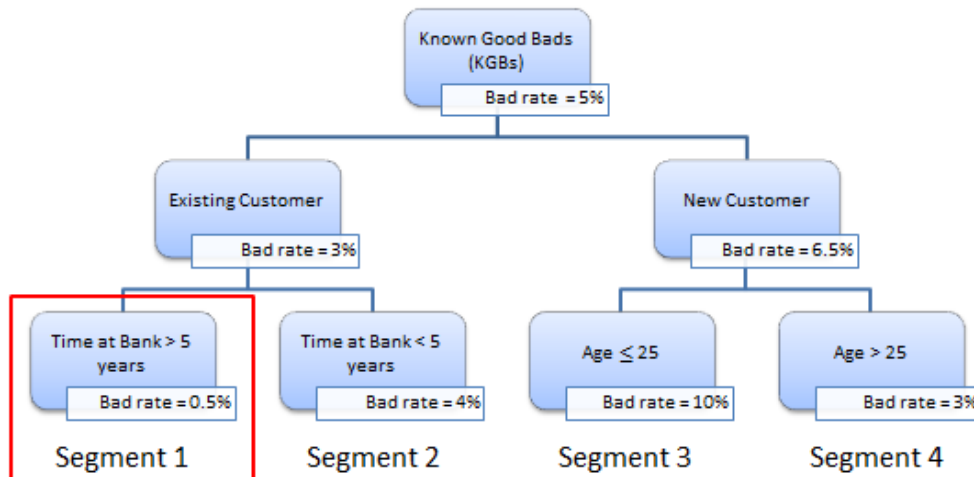 Known Good Bads
(KGBs)
Bad rate = 5%
Existing Customer
Bad rate = 3%
New Customer
Bad rate = 6.5%
Time at Bank > 5
years
Bad rate = 0.5%
Time at Bank < 5
years
Bad rate = 4%
Age ≤ 25
Bad rate = 10%
Age > 25
Bad rate = 3%
Segment 1
Segment 2
Segment 3
Segment 4